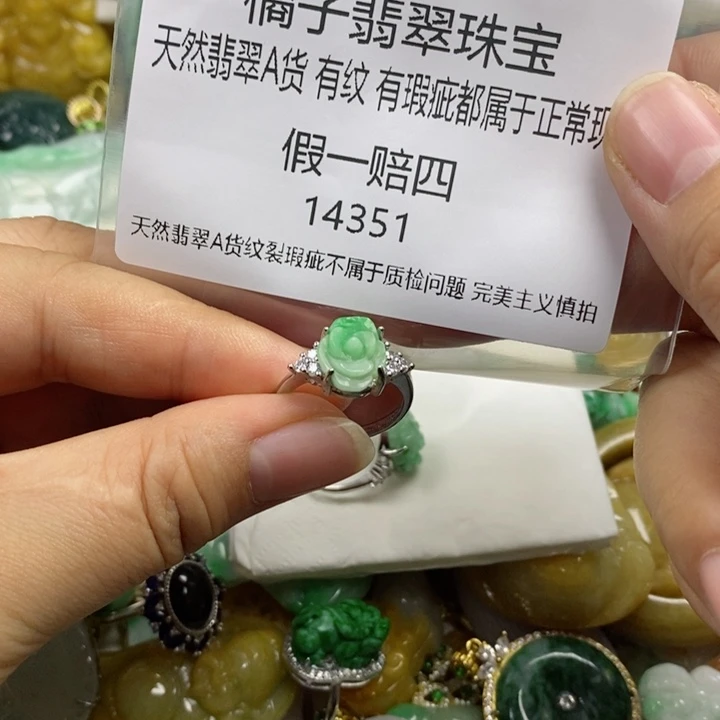 橘子翡翠珠宝
天然翡翠A货 有纹 有瑕疵都属于正常现
假一赔四
14351
天然翡翠A货纹裂瑕疵不属于质检问题 完美主义慎拍